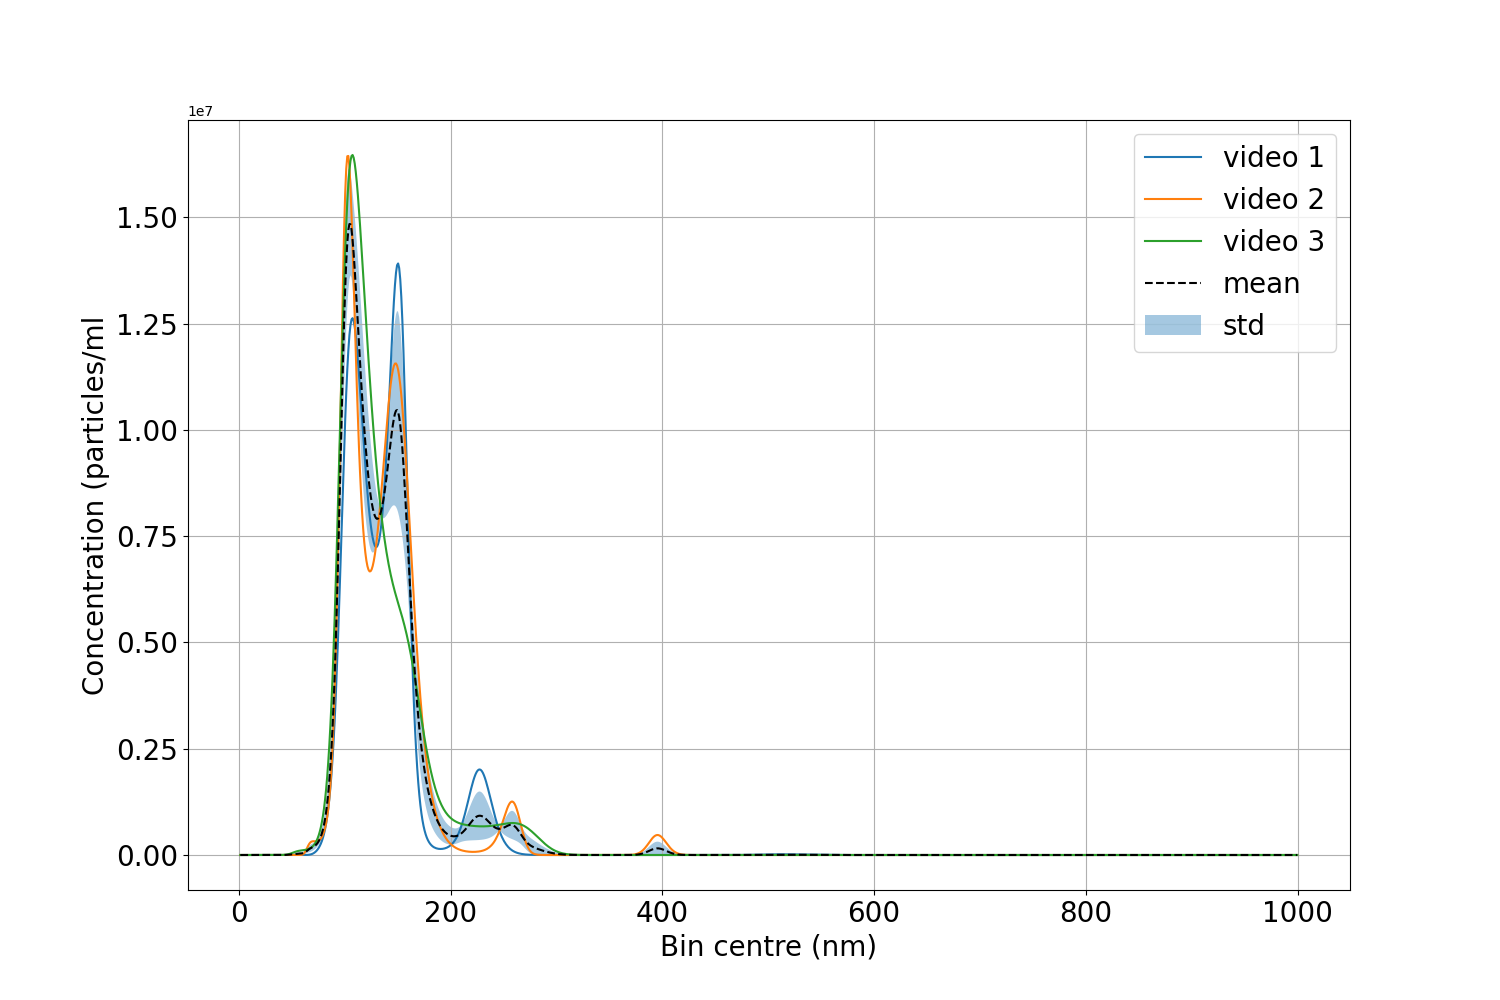 1e7
1.50
1.25
1.00
0.75
0.50
0.25
0.00
Concentration (particles/ml
0
200
400
600
800
1000
Bin centre (nm)
video 1
video 2
video 3
mean
std